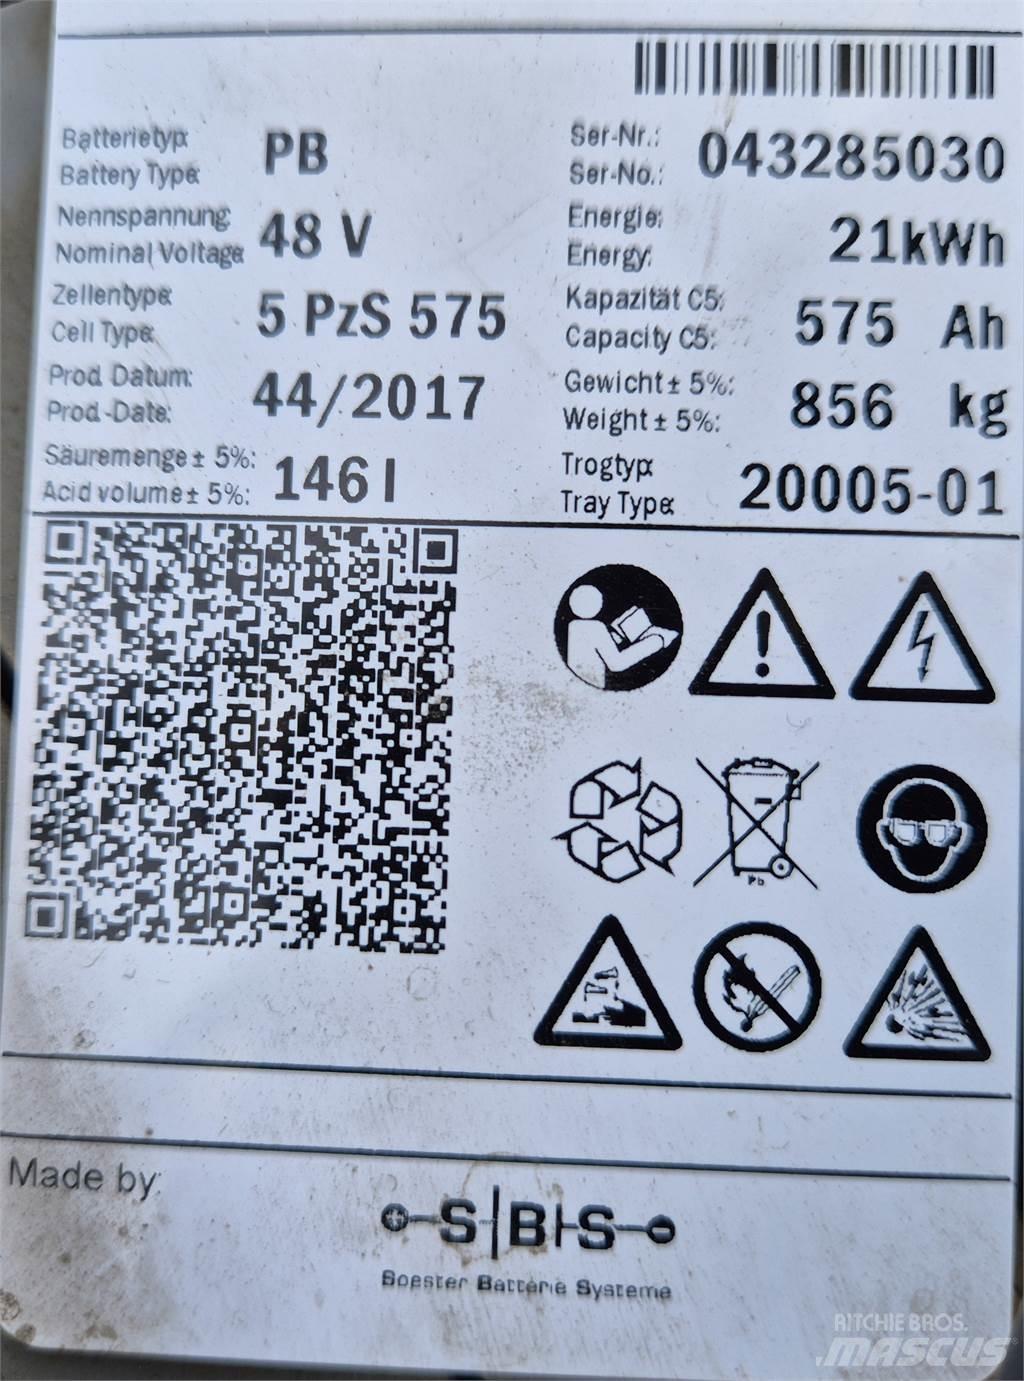 Batterietyp:
Battery Type:
PB
Nennspannung:
Nominal Voltage:
48 V
Zellentype:
Cell Type:
5 PzS 575
Prod. Datum:
Prod.-Date:
44/2017
Säuremenge ± 5%:
Acid volume ± 5%:
146 l
Ser-Nr.:
Ser-No.:
043285030
Energie:
Energy:
21kWh
Kapazität C5:
Capacity C5:
575 Ah
Gewicht ± 5%:
Weight ± 5%:
856 kg
Trogtyp:
Tray Type:
20005-01
Pb
Made by:
S|B|S
Soester Batterie Systeme
RITCHIE BROS.
MASCUS